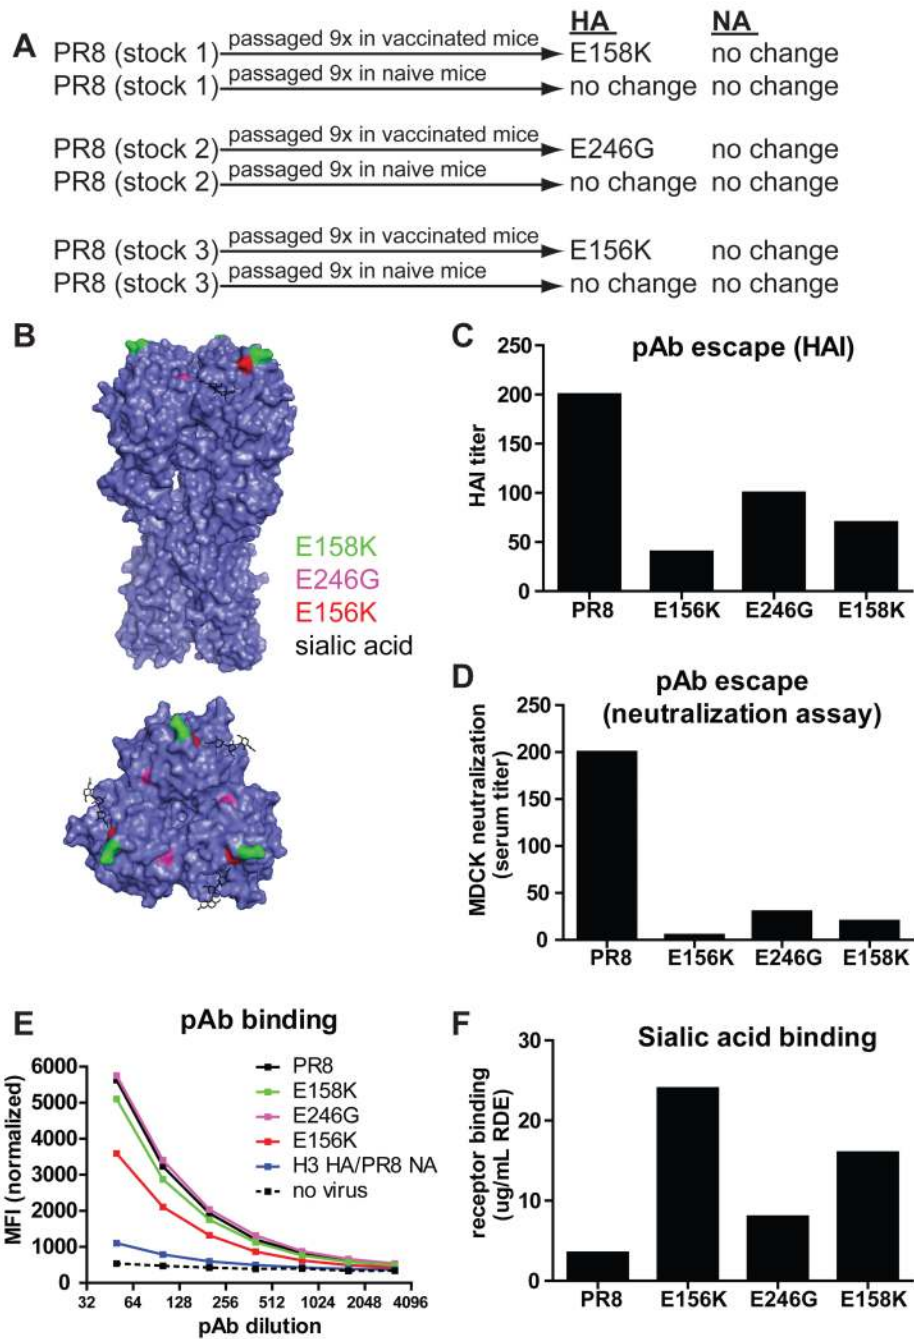 HA NA
A
PR8 (stock 1) passaged 9x in vaccinated mice E158K no change
PR8 (stock 1) passaged 9x in naive mice no change no change
PR8 (stock 2) passaged 9x in vaccinated mice E246G no change
PR8 (stock 2) passaged 9x in naive mice no change no change
PR8 (stock 3) passaged 9x in vaccinated mice E156K no change
PR8 (stock 3) passaged 9x in naive mice no change no change
B
E158K
E246G
E156K
sialic acid
C
pAb escape (HAI)
HAI titer
250
200
150
100
50
0
PR8 E156K E246G E158K
D
pAb escape
(neutralization assay)
MDCK neutralization
(serum titer)
250
200
150
100
50
0
PR8 E156K E246G E158K
E
pAb binding
MFI (normalized)
6000
5000
4000
3000
2000
1000
0
PR8
E158K
E246G
E156K
H3 HA/PR8 NA
no virus
32 64 128 256 512 1024 2048 4096
pAb dilution
F
Sialic acid binding
receptor binding
(ug/mL RDE)
30
20
10
0
PR8 E156K E246G E158K